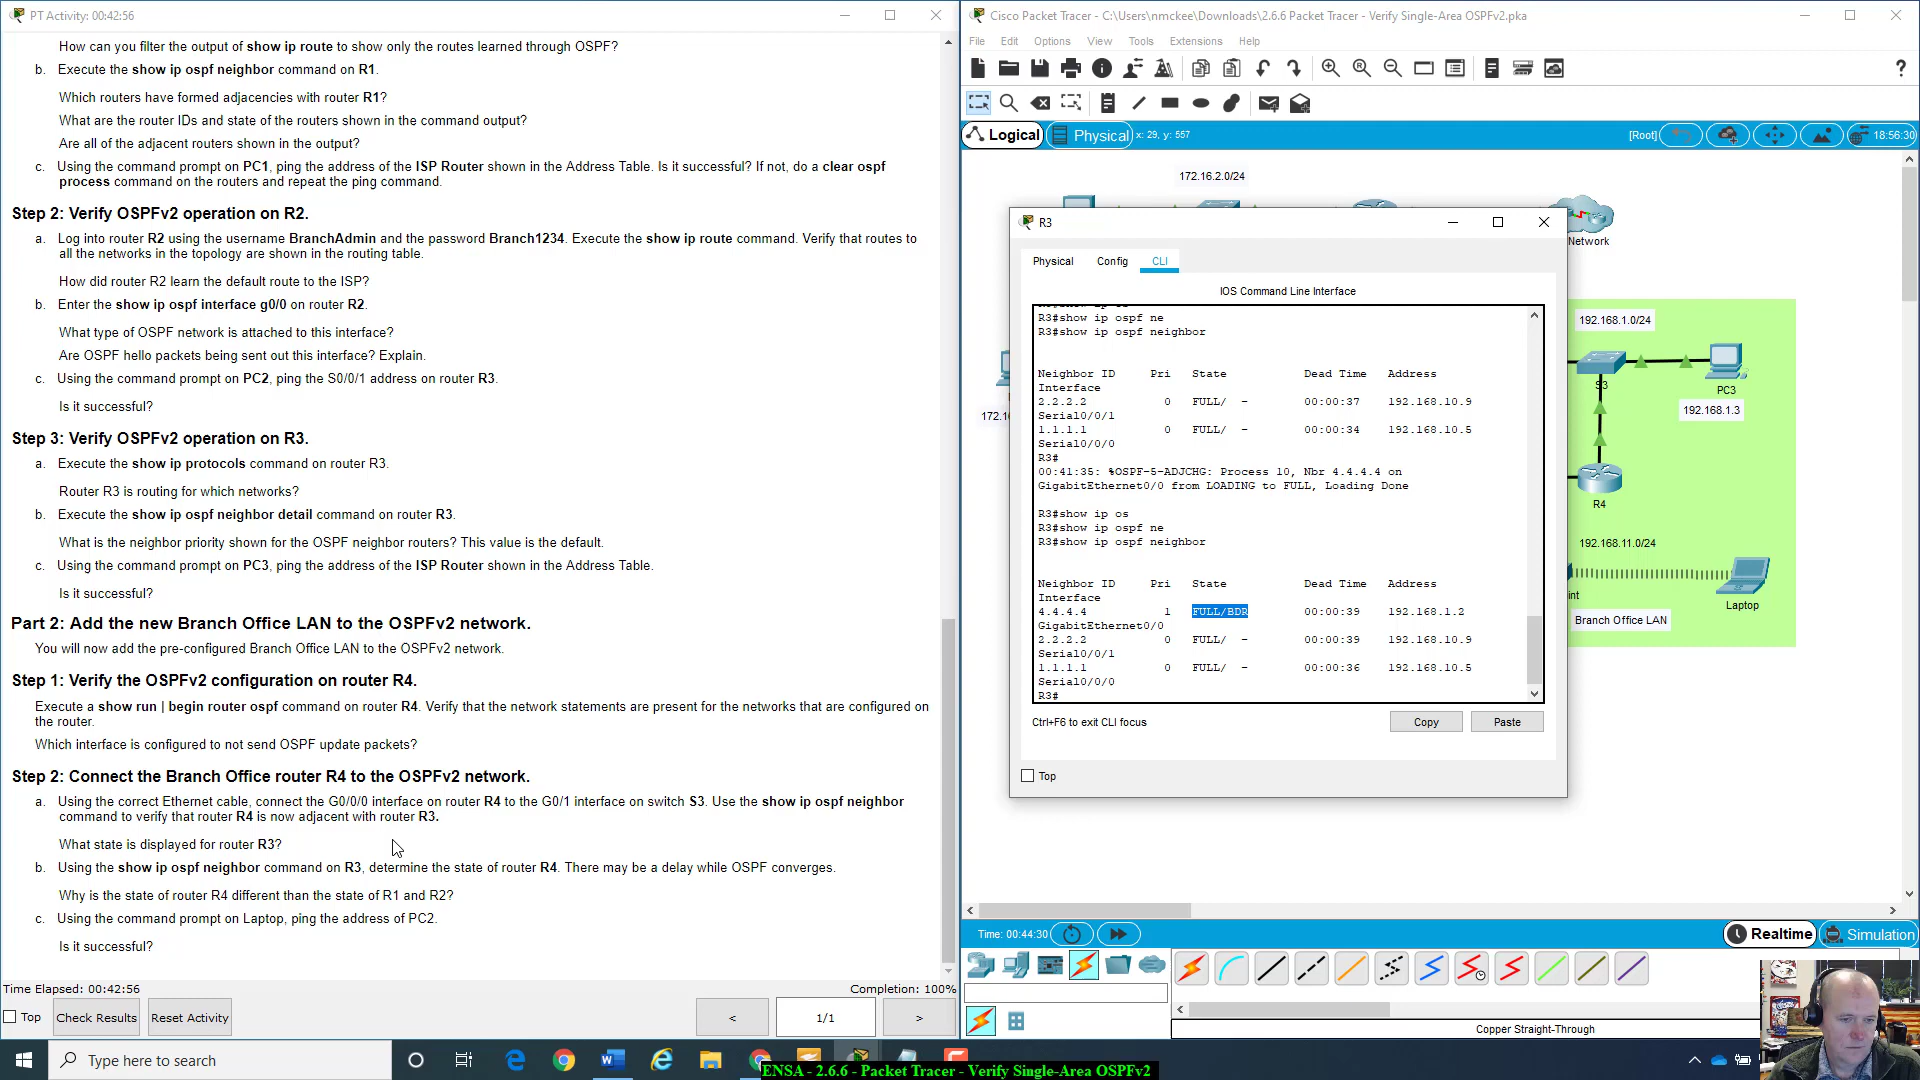 PT Activity: 00:42:56
How can you filter the output of show ip route to show only the routes learned through OSPF?
b. Execute the show ip ospf neighbor command on R1.
Which routers have formed adjacencies with router R1?
What are the router IDs and state of the routers shown in the command output?
Are all of the adjacent routers shown in the output?
c. Using the command prompt on PC1, ping the address of the ISP Router shown in the Address Table. Is it successful? If not, do a clear ospf
process command on the routers and repeat the ping command.
Step 2: Verify OSPFv2 operation on R2.
a. Log into router R2 using the username BranchAdmin and the password Branch1234. Execute the show ip route command. Verify that routes to
all the networks in the topology are shown in the routing table.
How did router R2 learn the default route to the ISP?
b. Enter the show ip ospf interface g0/0 on router R2.
What type of OSPF network is attached to this interface?
Are OSPF hello packets being sent out this interface? Explain.
c. Using the command prompt on PC2, ping the S0/0/1 address on router R3.
Is it successful?
Step 3: Verify OSPFv2 operation on R3.
a. Execute the show ip protocols command on router R3.
Router R3 is routing for which networks?
b. Execute the show ip ospf neighbor detail command on router R3.
What is the neighbor priority shown for the OSPF neighbor routers? This value is the default.
c. Using the command prompt on PC3, ping the address of the ISP Router shown in the Address Table.
Is it successful?
Part 2: Add the new Branch Office LAN to the OSPFv2 network.
You will now add the pre-configured Branch Office LAN to the OSPFv2 network.
Step 1: Verify the OSPFv2 configuration on router R4.
Execute a show run | begin router ospf command on router R4. Verify that the network statements are present for the networks that are configured on
the router.
Which interface is configured to not send OSPF update packets?
Step 2: Connect the Branch Office router R4 to the OSPFv2 network.
a. Using the correct Ethernet cable, connect the G0/0/0 interface on router R4 to the G0/1 interface on switch S3. Use the show ip ospf neighbor
command to verify that router R4 is now adjacent with router R3.
What state is displayed for router R3?
b. Using the show ip ospf neighbor command on R3, determine the state of router R4. There may be a delay while OSPF converges.
Why is the state of router R4 different than the state of R1 and R2?
c. Using the command prompt on Laptop, ping the address of PC2.
Is it successful?
Time Elapsed: 00:42:56
Completion: 100%
Top
Check Results
Reset Activity
<
1/1
>
Cisco Packet Tracer - C:\Users\nmckee\Downloads\2.6.6 Packet Tracer - Verify Single-Area OSPFv2.pka
File Edit Options View Tools Extensions Help
?
Logical
Physical
x: 29, y: 557
[Root]
18:56:30
172.16.2.0/24
Network
172.16
R3
Physical
Config
CLI
IOS Command Line Interface
R3#show ip os
R3#show ip ospf ne
R3#show ip ospf neighbor
Neighbor ID Pri State Dead Time Address
Interface
2.2.2.2 0 FULL/ - 00:00:37 192.168.10.9
Serial0/0/1
1.1.1.1 0 FULL/ - 00:00:34 192.168.10.5
Serial0/0/0
R3#
00:41:35: %OSPF-5-ADJCHG: Process 10, Nbr 4.4.4.4 on
GigabitEthernet0/0 from LOADING to FULL, Loading Done
R3#show ip os
R3#show ip ospf ne
R3#show ip ospf neighbor
Neighbor ID Pri State Dead Time Address
Interface
4.4.4.4 1 FULL/BDR 00:00:39 192.168.1.2
GigabitEthernet0/0
2.2.2.2 0 FULL/ - 00:00:39 192.168.10.9
Serial0/0/1
1.1.1.1 0 FULL/ - 00:00:36 192.168.10.5
Serial0/0/0
R3#
Ctrl+F6 to exit CLI focus
Copy
Paste
Top
192.168.1.0/24
S3
PC3
192.168.1.3
R4
192.168.11.0/24
int
Laptop
Branch Office LAN
Time: 00:44:30
Realtime
Simulation
Copper Straight-Through
Type here to search
ENSA - 2.6.6 - Packet Tracer - Verify Single-Area OSPFv2